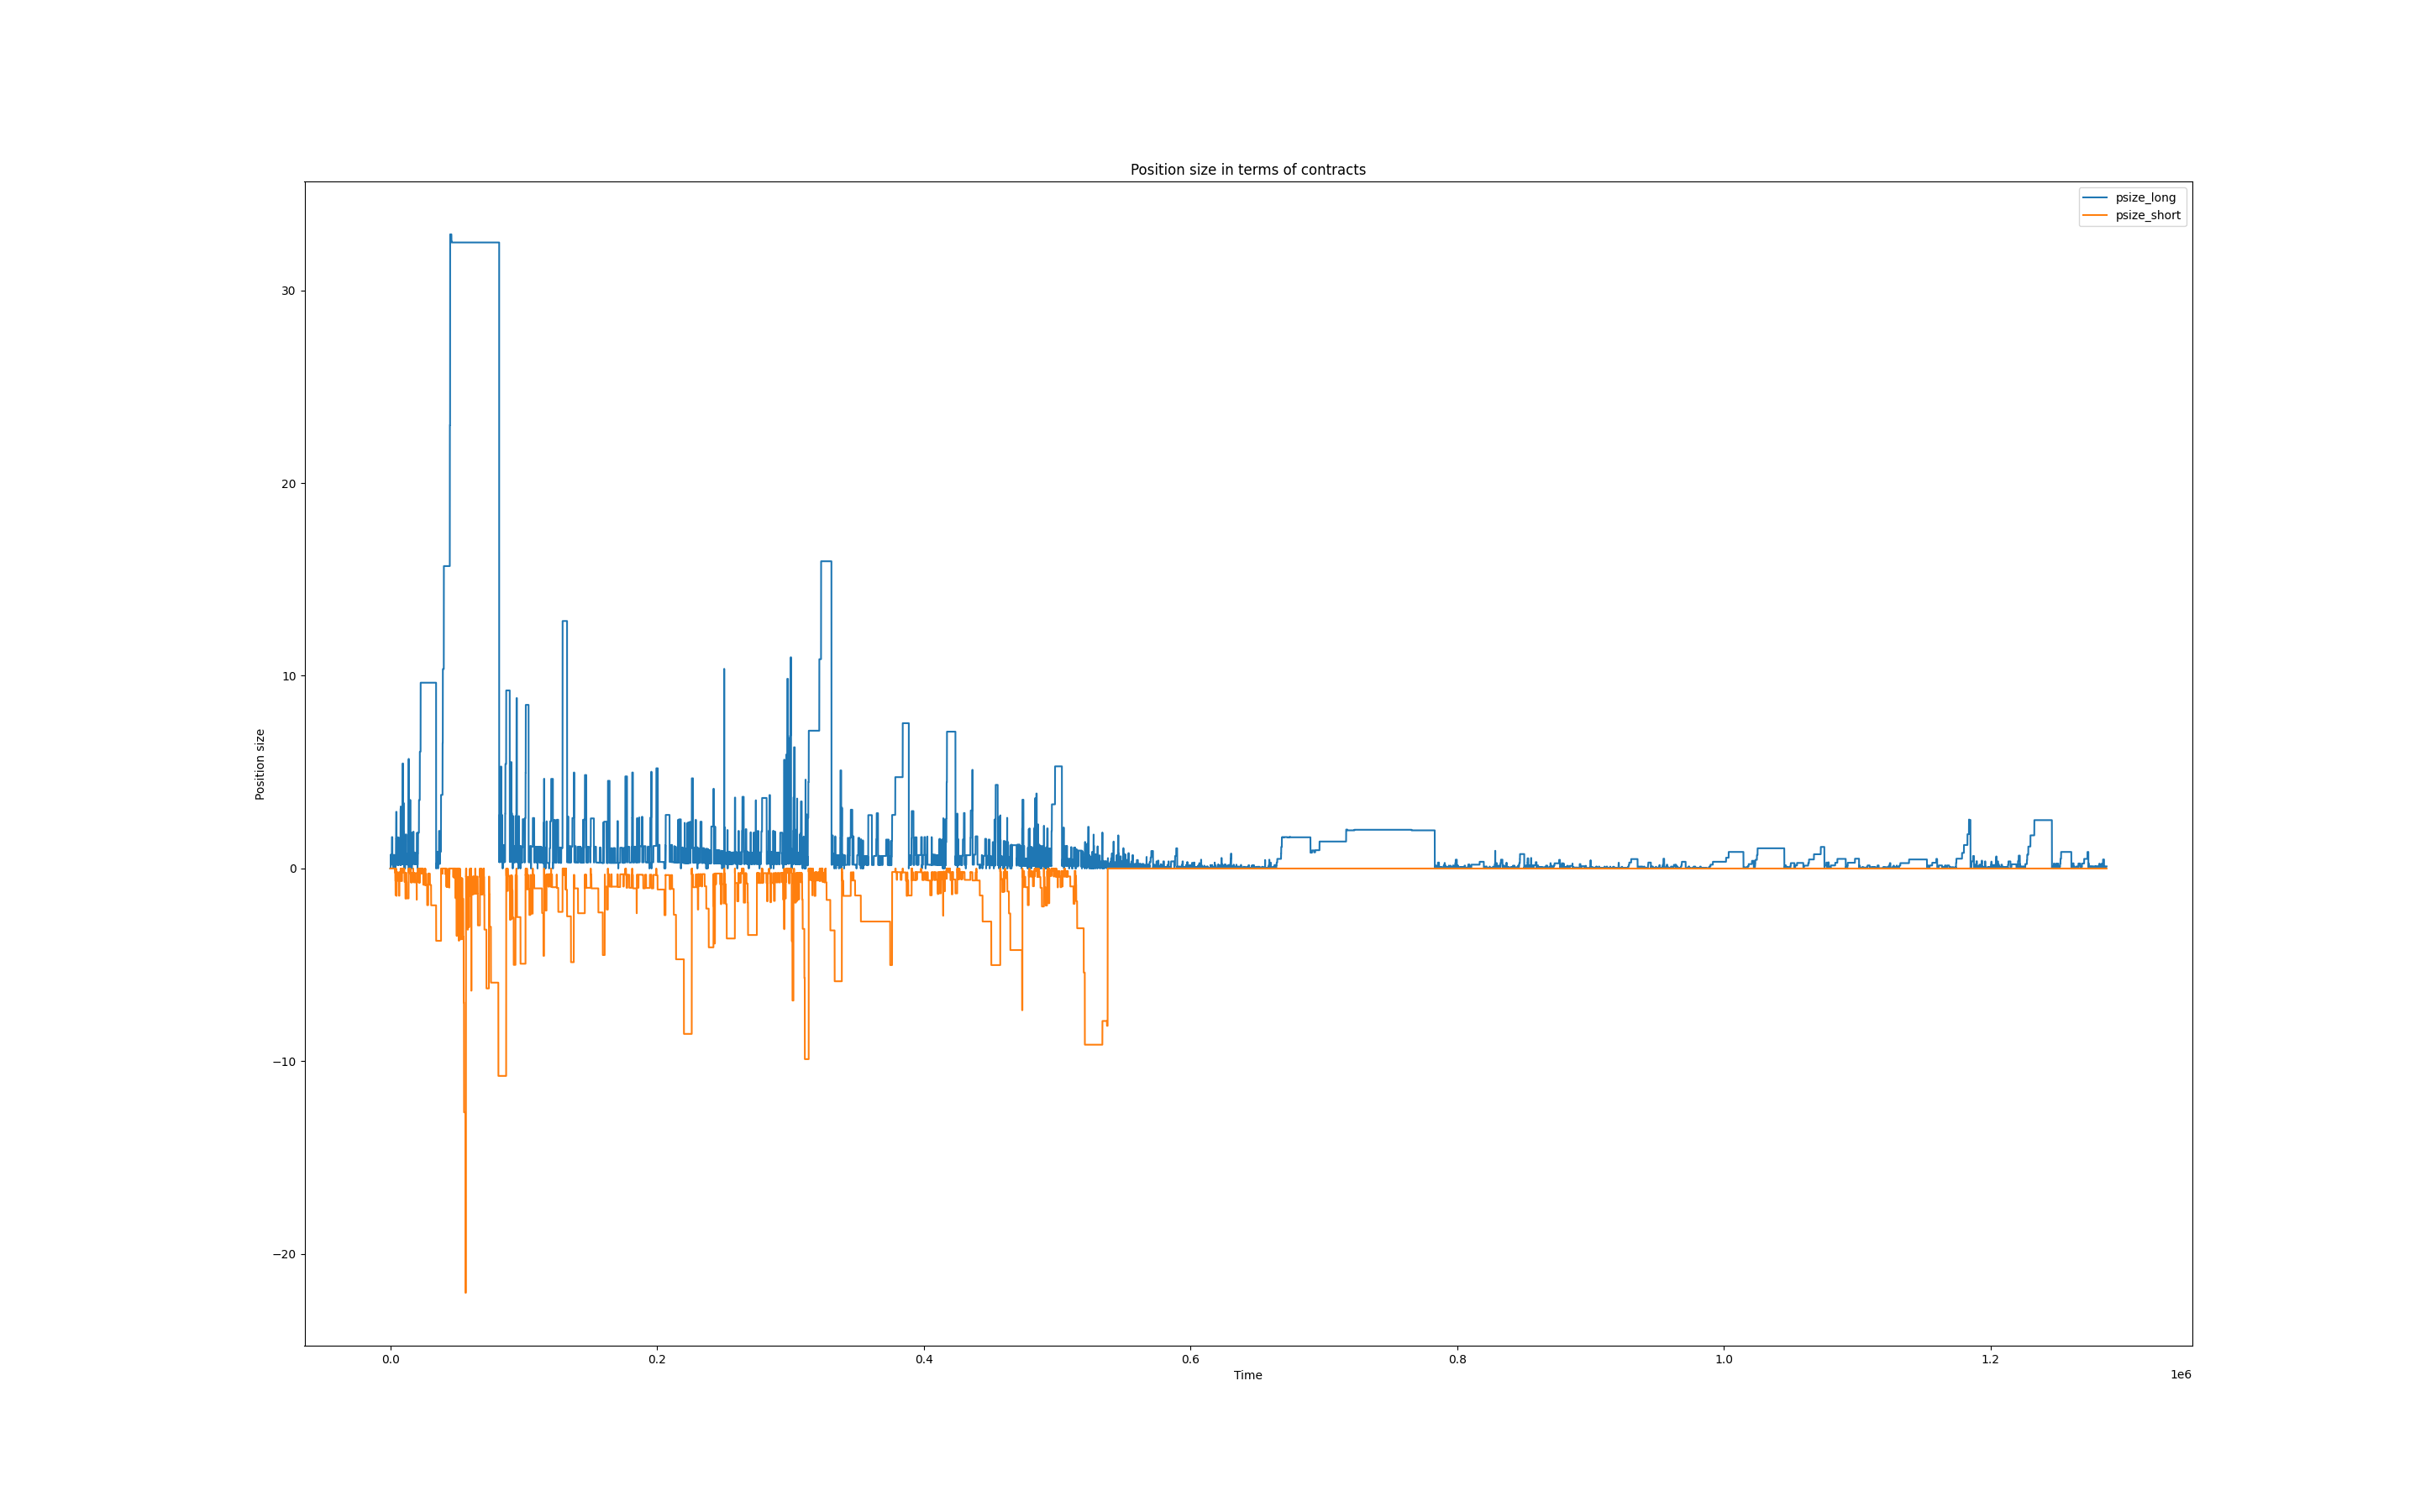 Position size in terms of contracts
psize_long
psize_short
30
20
10
0
−10
−20
Position size
0.0 0.2 0.4 0.6 0.8 1.0 1.2
Time
1e6